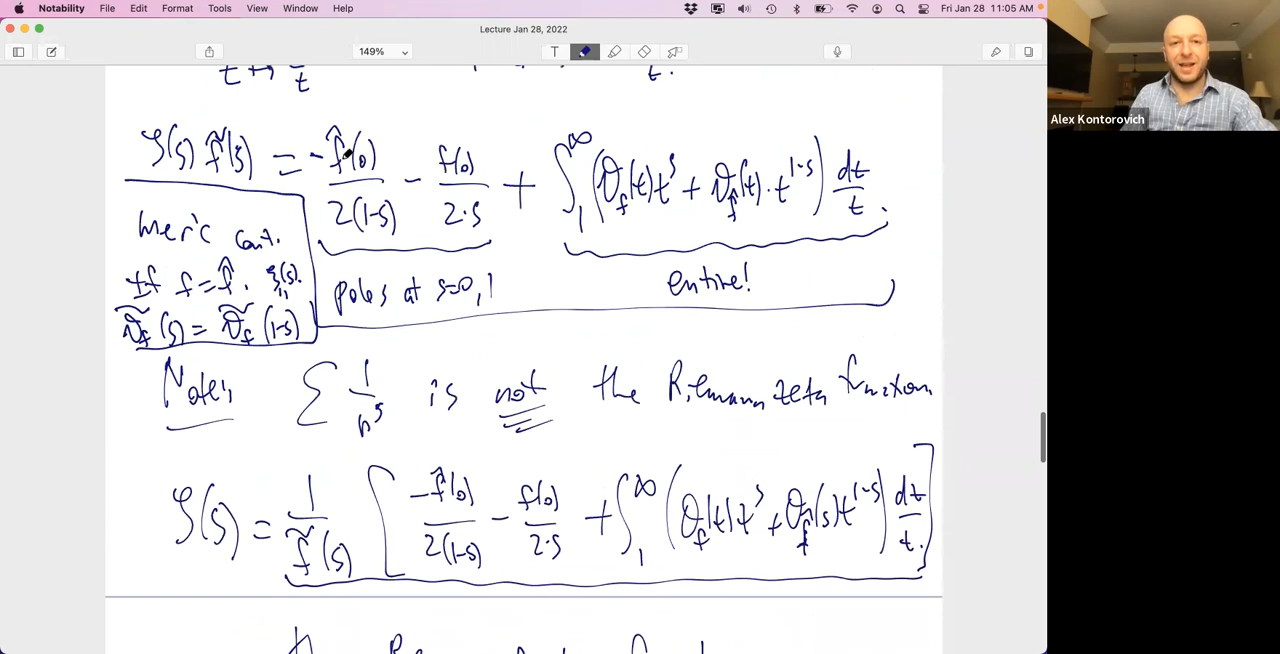 Notability File Edit Format View Tools Window Help Fri Jan 28 11:05 AM
Lecture Jan 28, 2022
149%
T
t → 1/t
t.
ζ(s) f̃(s) = -f̂(0)/2(1-s) - f(0)/2·s + ∫_1^∞ (ϑ_f(t)t^s + ϑ_f̂(t)·t^{1-s}) dt/t.
Meric cont.
If f = f̂. ξ(s).
ϑ̃_f(s) = ϑ̃_f(1-s)
poles at s=0,1
entire!
Note: Σ 1/n^s is not the Riemann zeta function
ζ(s) = 1/f̃(s) [ -f̂(0)/2(1-s) - f(0)/2·s + ∫_1^∞ (ϑ_f(t)t^s + ϑ_f̂(s)t^{1-s}) dt/t. ]
Alex Kontorovich